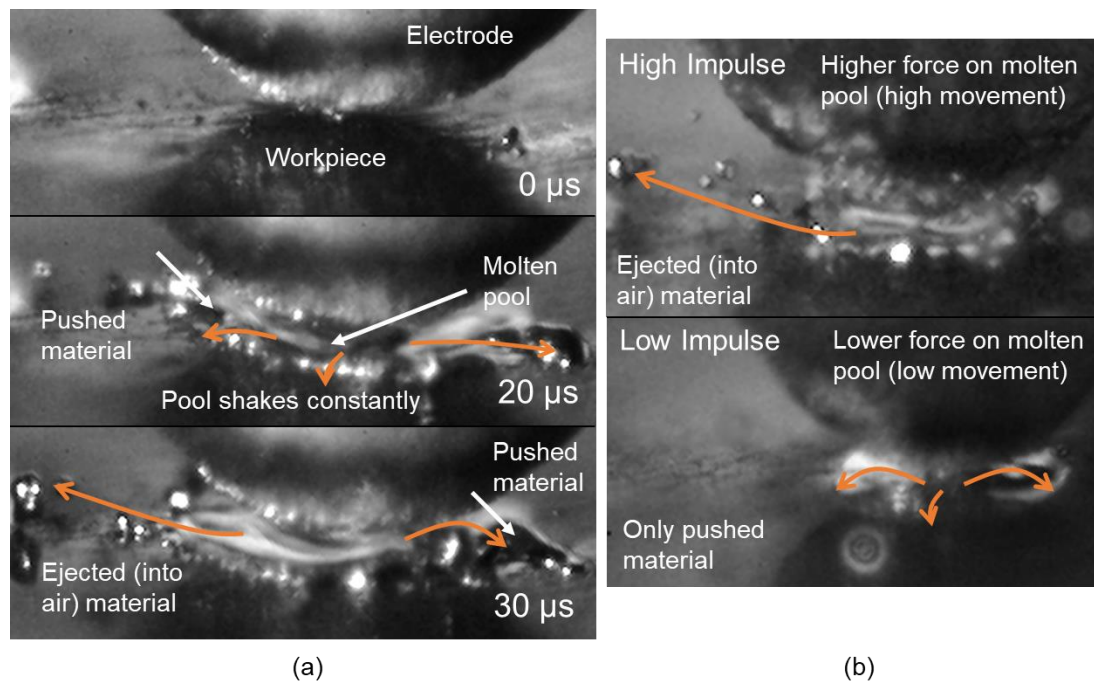 Electrode
Workpiece
0 µs
Molten
pool
Pushed
material
Pool shakes constantly
20 µs
Pushed
material
Ejected (into
air) material
30 µs
(a)
High Impulse
Higher force on molten
pool (high movement)
Ejected (into
air) material
Low Impulse
Lower force on molten
pool (low movement)
Only pushed
material
(b)